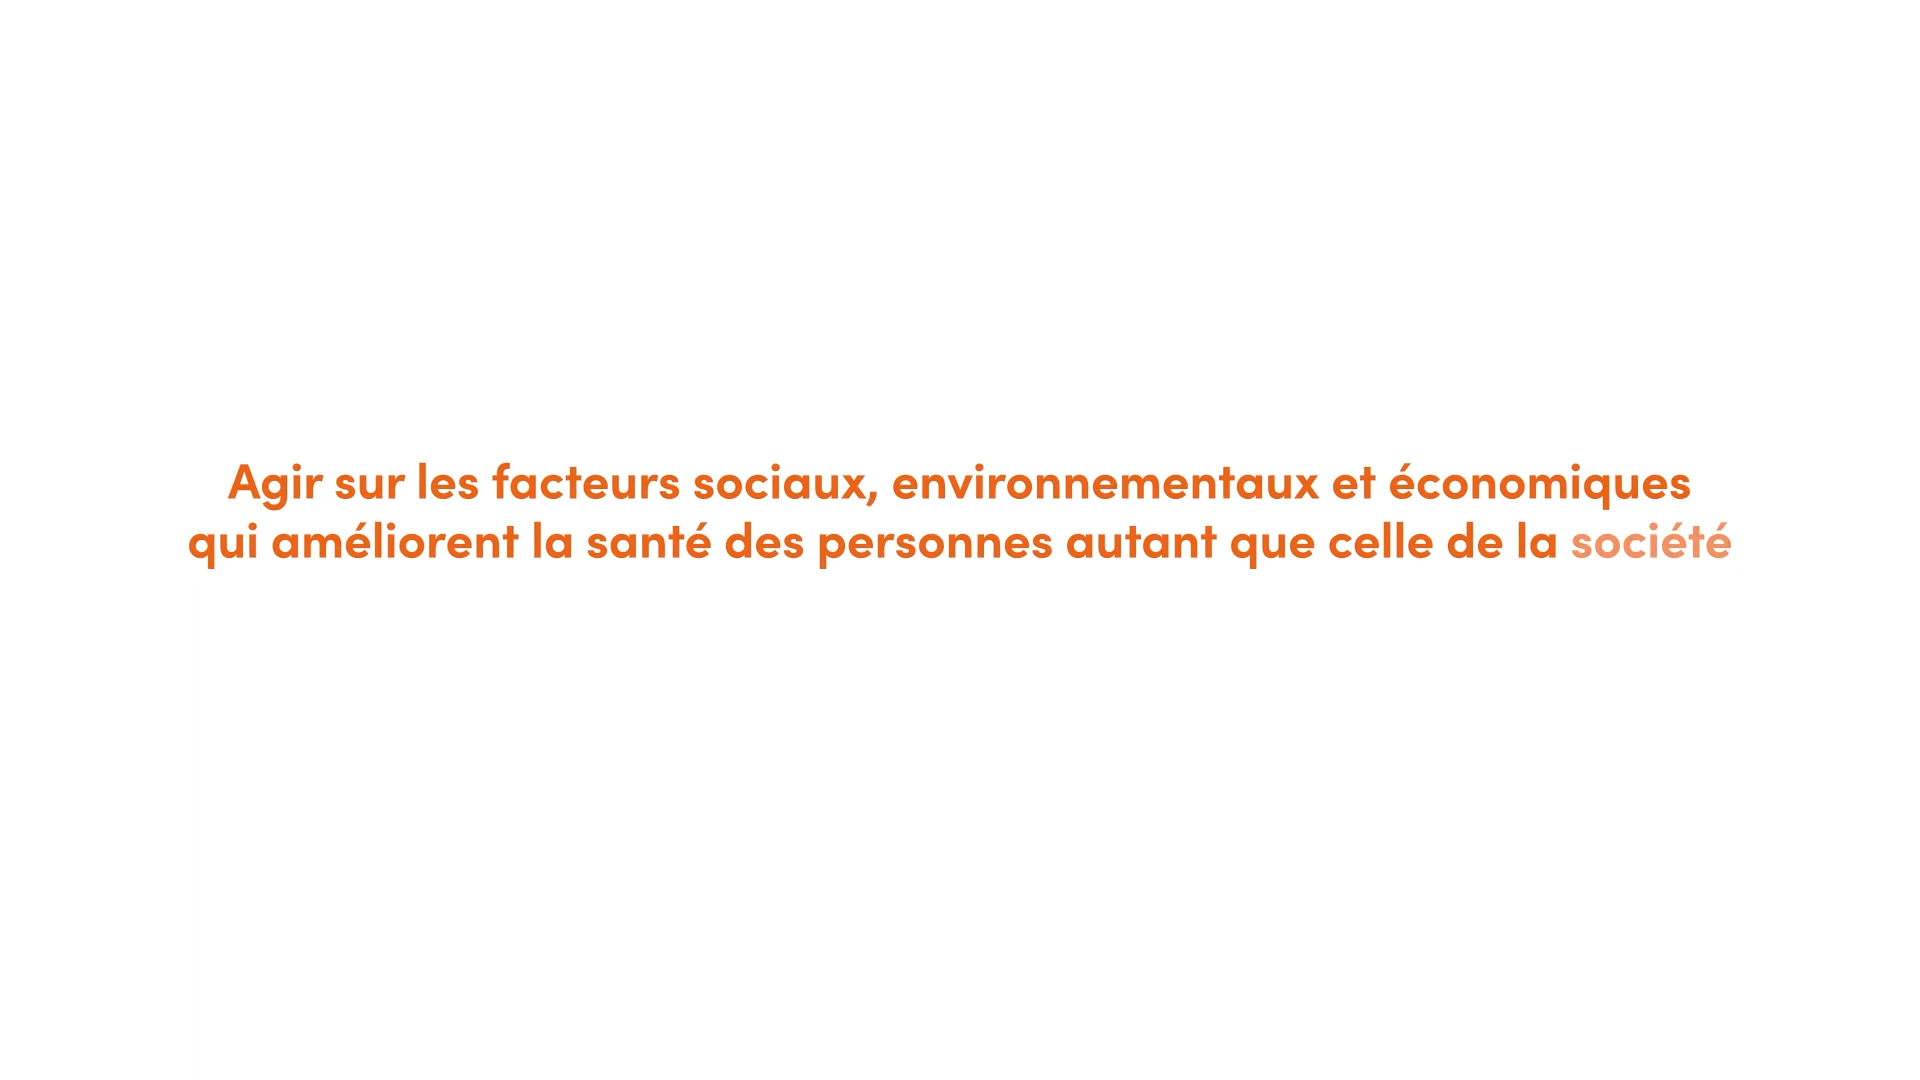 Agir sur les facteurs sociaux, environnementaux et économiques
qui améliorent la santé des personnes autant que celle de la société